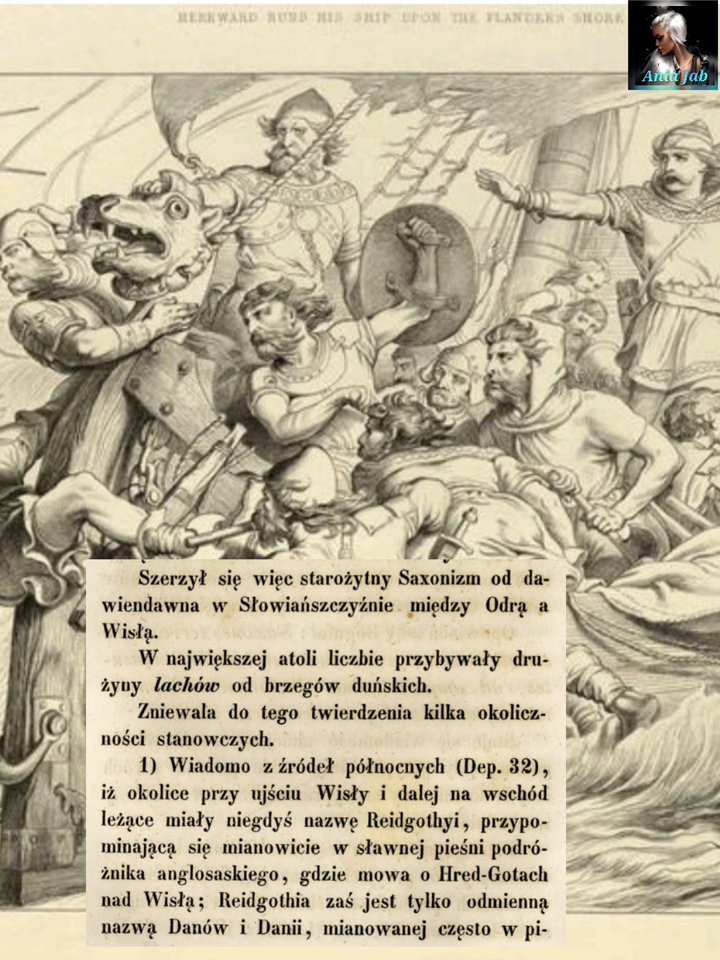 HEREWARD RUNS HIS SHIP UPON THE FLANDERS SHORE
Ania Jab
Szerzył się więc starożytny Saxonizm od da-
wiendawna w Słowiańszczyźnie między Odrą a
Wisłą.
W największej atoli liczbie przybywały dru-
żyny lachów od brzegów duńskich.
Zniewala do tego twierdzenia kilka okolicz-
ności stanowczych.
1) Wiadomo z źródeł północnych (Dep. 32),
iż okolice przy ujściu Wisły i dalej na wschód
leżące miały niegdyś nazwę Reidgothyi, przypo-
minającą się mianowicie w sławnej pieśni podró-
żnika anglosaskiego, gdzie mowa o Hred-Gotach
nad Wisłą; Reidgothia zaś jest tylko odmienną
nazwą Danów i Danii, mianowanej często w pi-